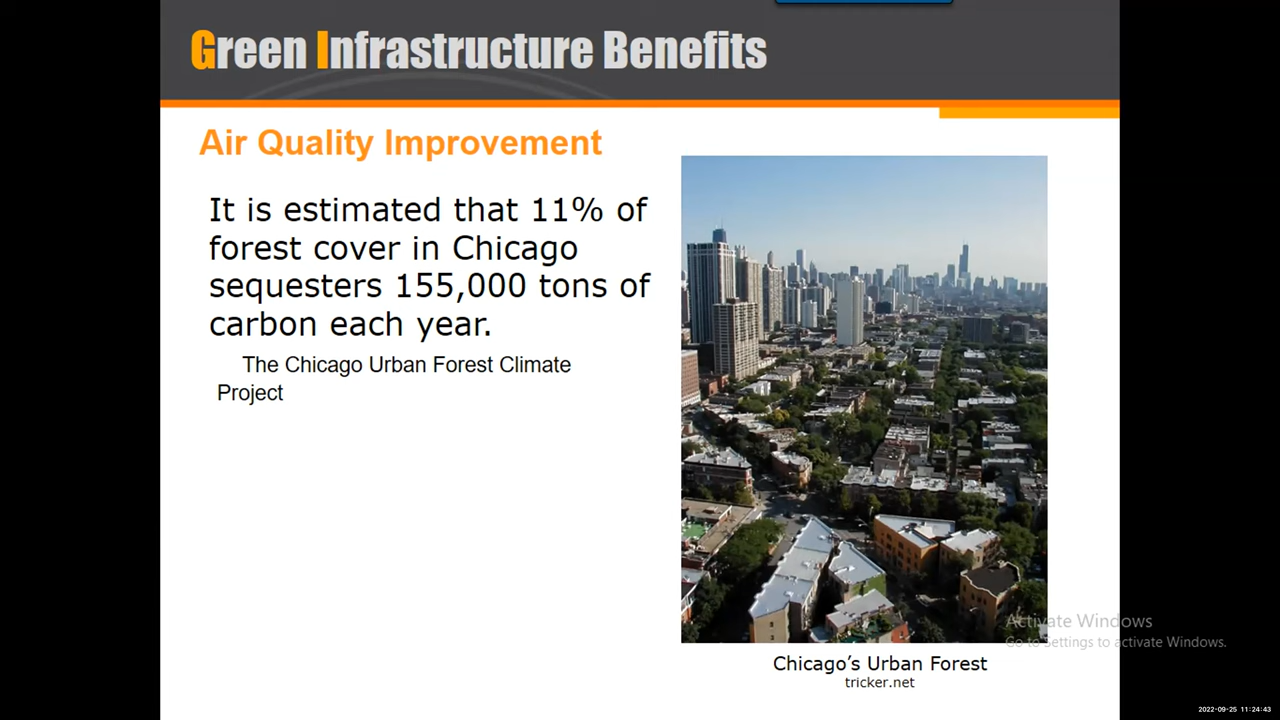 Green Infrastructure Benefits
Air Quality Improvement
It is estimated that 11% of
forest cover in Chicago
sequesters 155,000 tons of
carbon each year.
The Chicago Urban Forest Climate
Project
Chicago’s Urban Forest
tricker.net
Activate Windows
Go to Settings to activate Windows.
2022-09-25 11:24:43